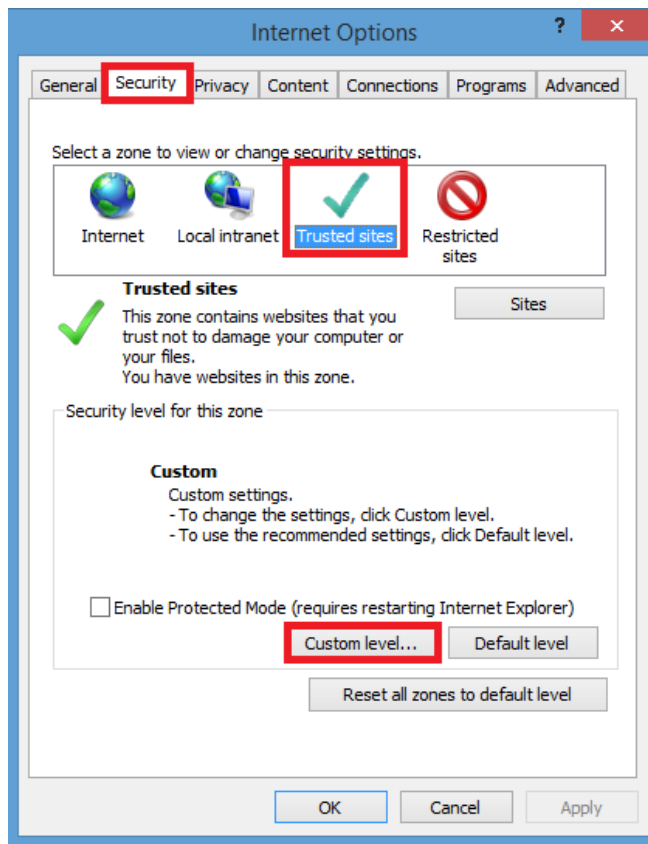 Internet Options
?
General Security Privacy Content Connections Programs Advanced
Select a zone to view or change security settings.
Internet Local intranet Trusted sites Restricted
sites
Trusted sites
Sites
This zone contains websites that you
trust not to damage your computer or
your files.
You have websites in this zone.
Security level for this zone
Custom
Custom settings.
- To change the settings, click Custom level.
- To use the recommended settings, click Default level.
Enable Protected Mode (requires restarting Internet Explorer)
Custom level... Default level
Reset all zones to default level
OK Cancel Apply